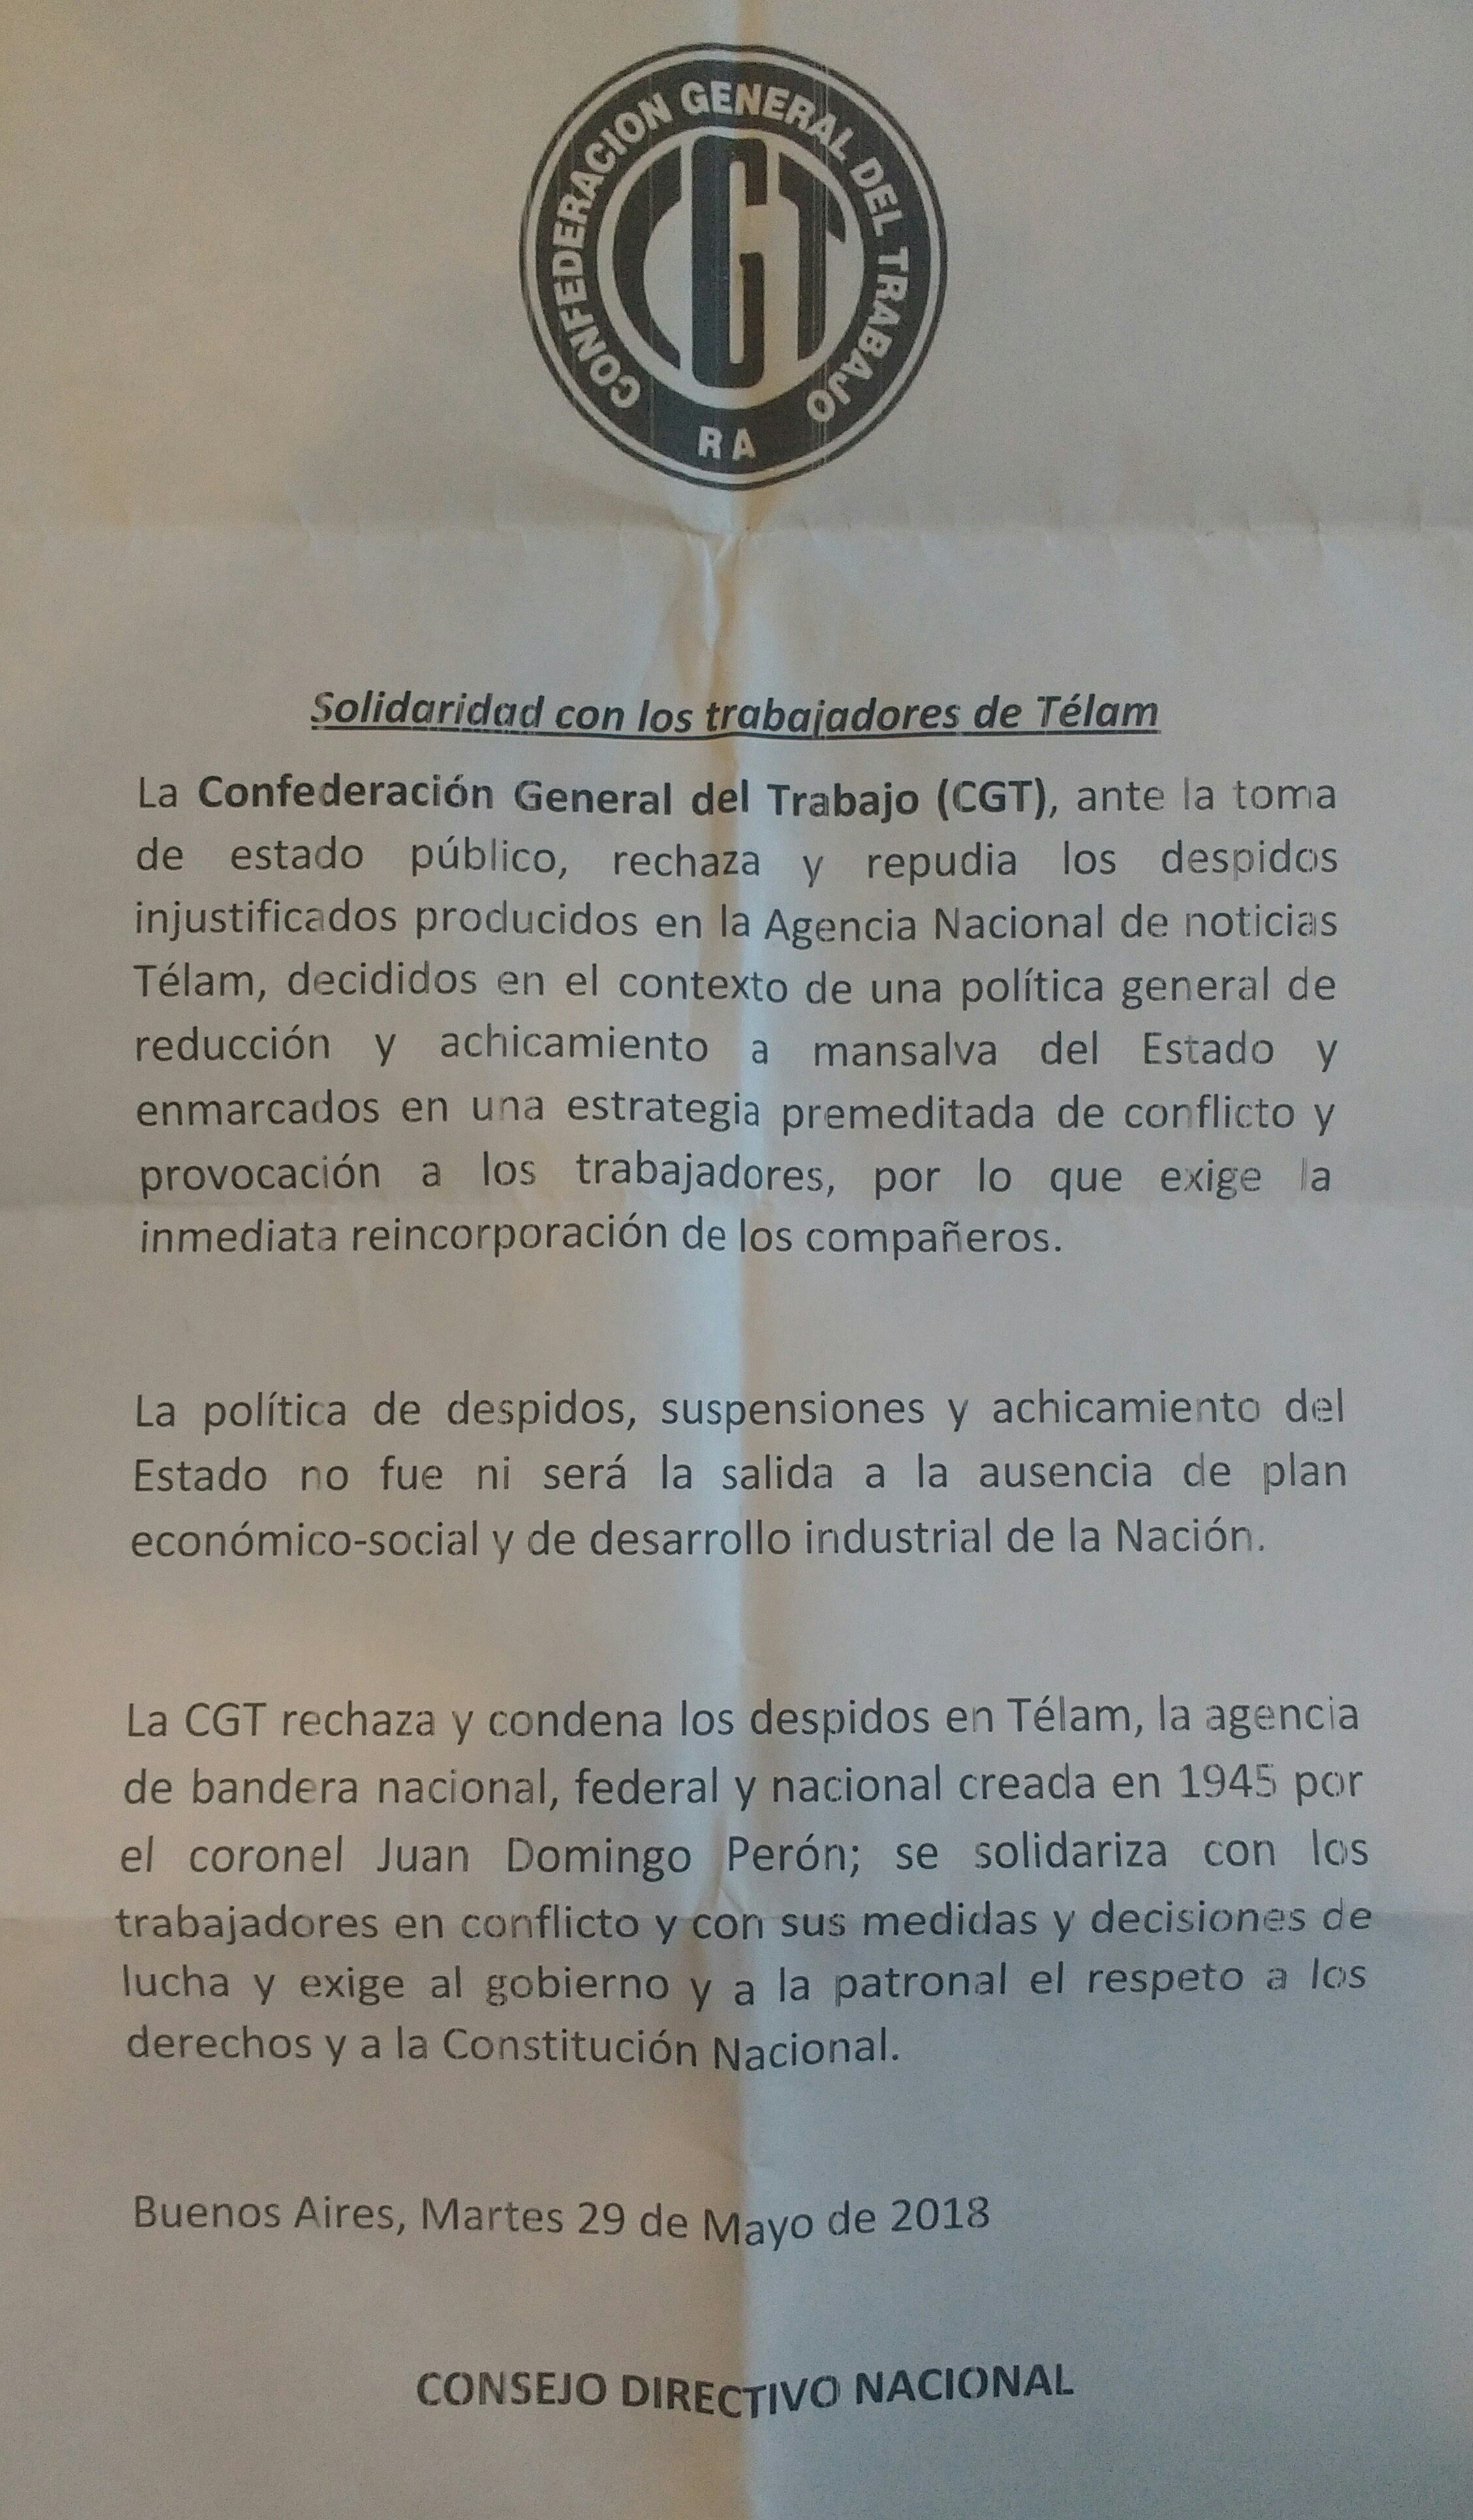 CONFEDERACION GENERAL DEL TRABAJO
CGT
RA
Solidaridad con los trabajadores de Télam
La Confederación General del Trabajo (CGT), ante la toma
de estado público, rechaza y repudia los despidos
injustificados producidos en la Agencia Nacional de noticias
Télam, decididos en el contexto de una política general de
reducción y achicamiento a mansalva del Estado y
enmarcados en una estrategia premeditada de conflicto y
provocación a los trabajadores, por lo que exige la
inmediata reincorporación de los compañeros.
La política de despidos, suspensiones y achicamiento del
Estado no fue ni será la salida a la ausencia de plan
económico-social y de desarrollo industrial de la Nación.
La CGT rechaza y condena los despidos en Télam, la agencia
de bandera nacional, federal y nacional creada en 1945 por
el coronel Juan Domingo Perón; se solidariza con los
trabajadores en conflicto y con sus medidas y decisiones de
lucha y exige al gobierno y a la patronal el respeto a los
derechos y a la Constitución Nacional.
Buenos Aires, Martes 29 de Mayo de 2018
CONSEJO DIRECTIVO NACIONAL